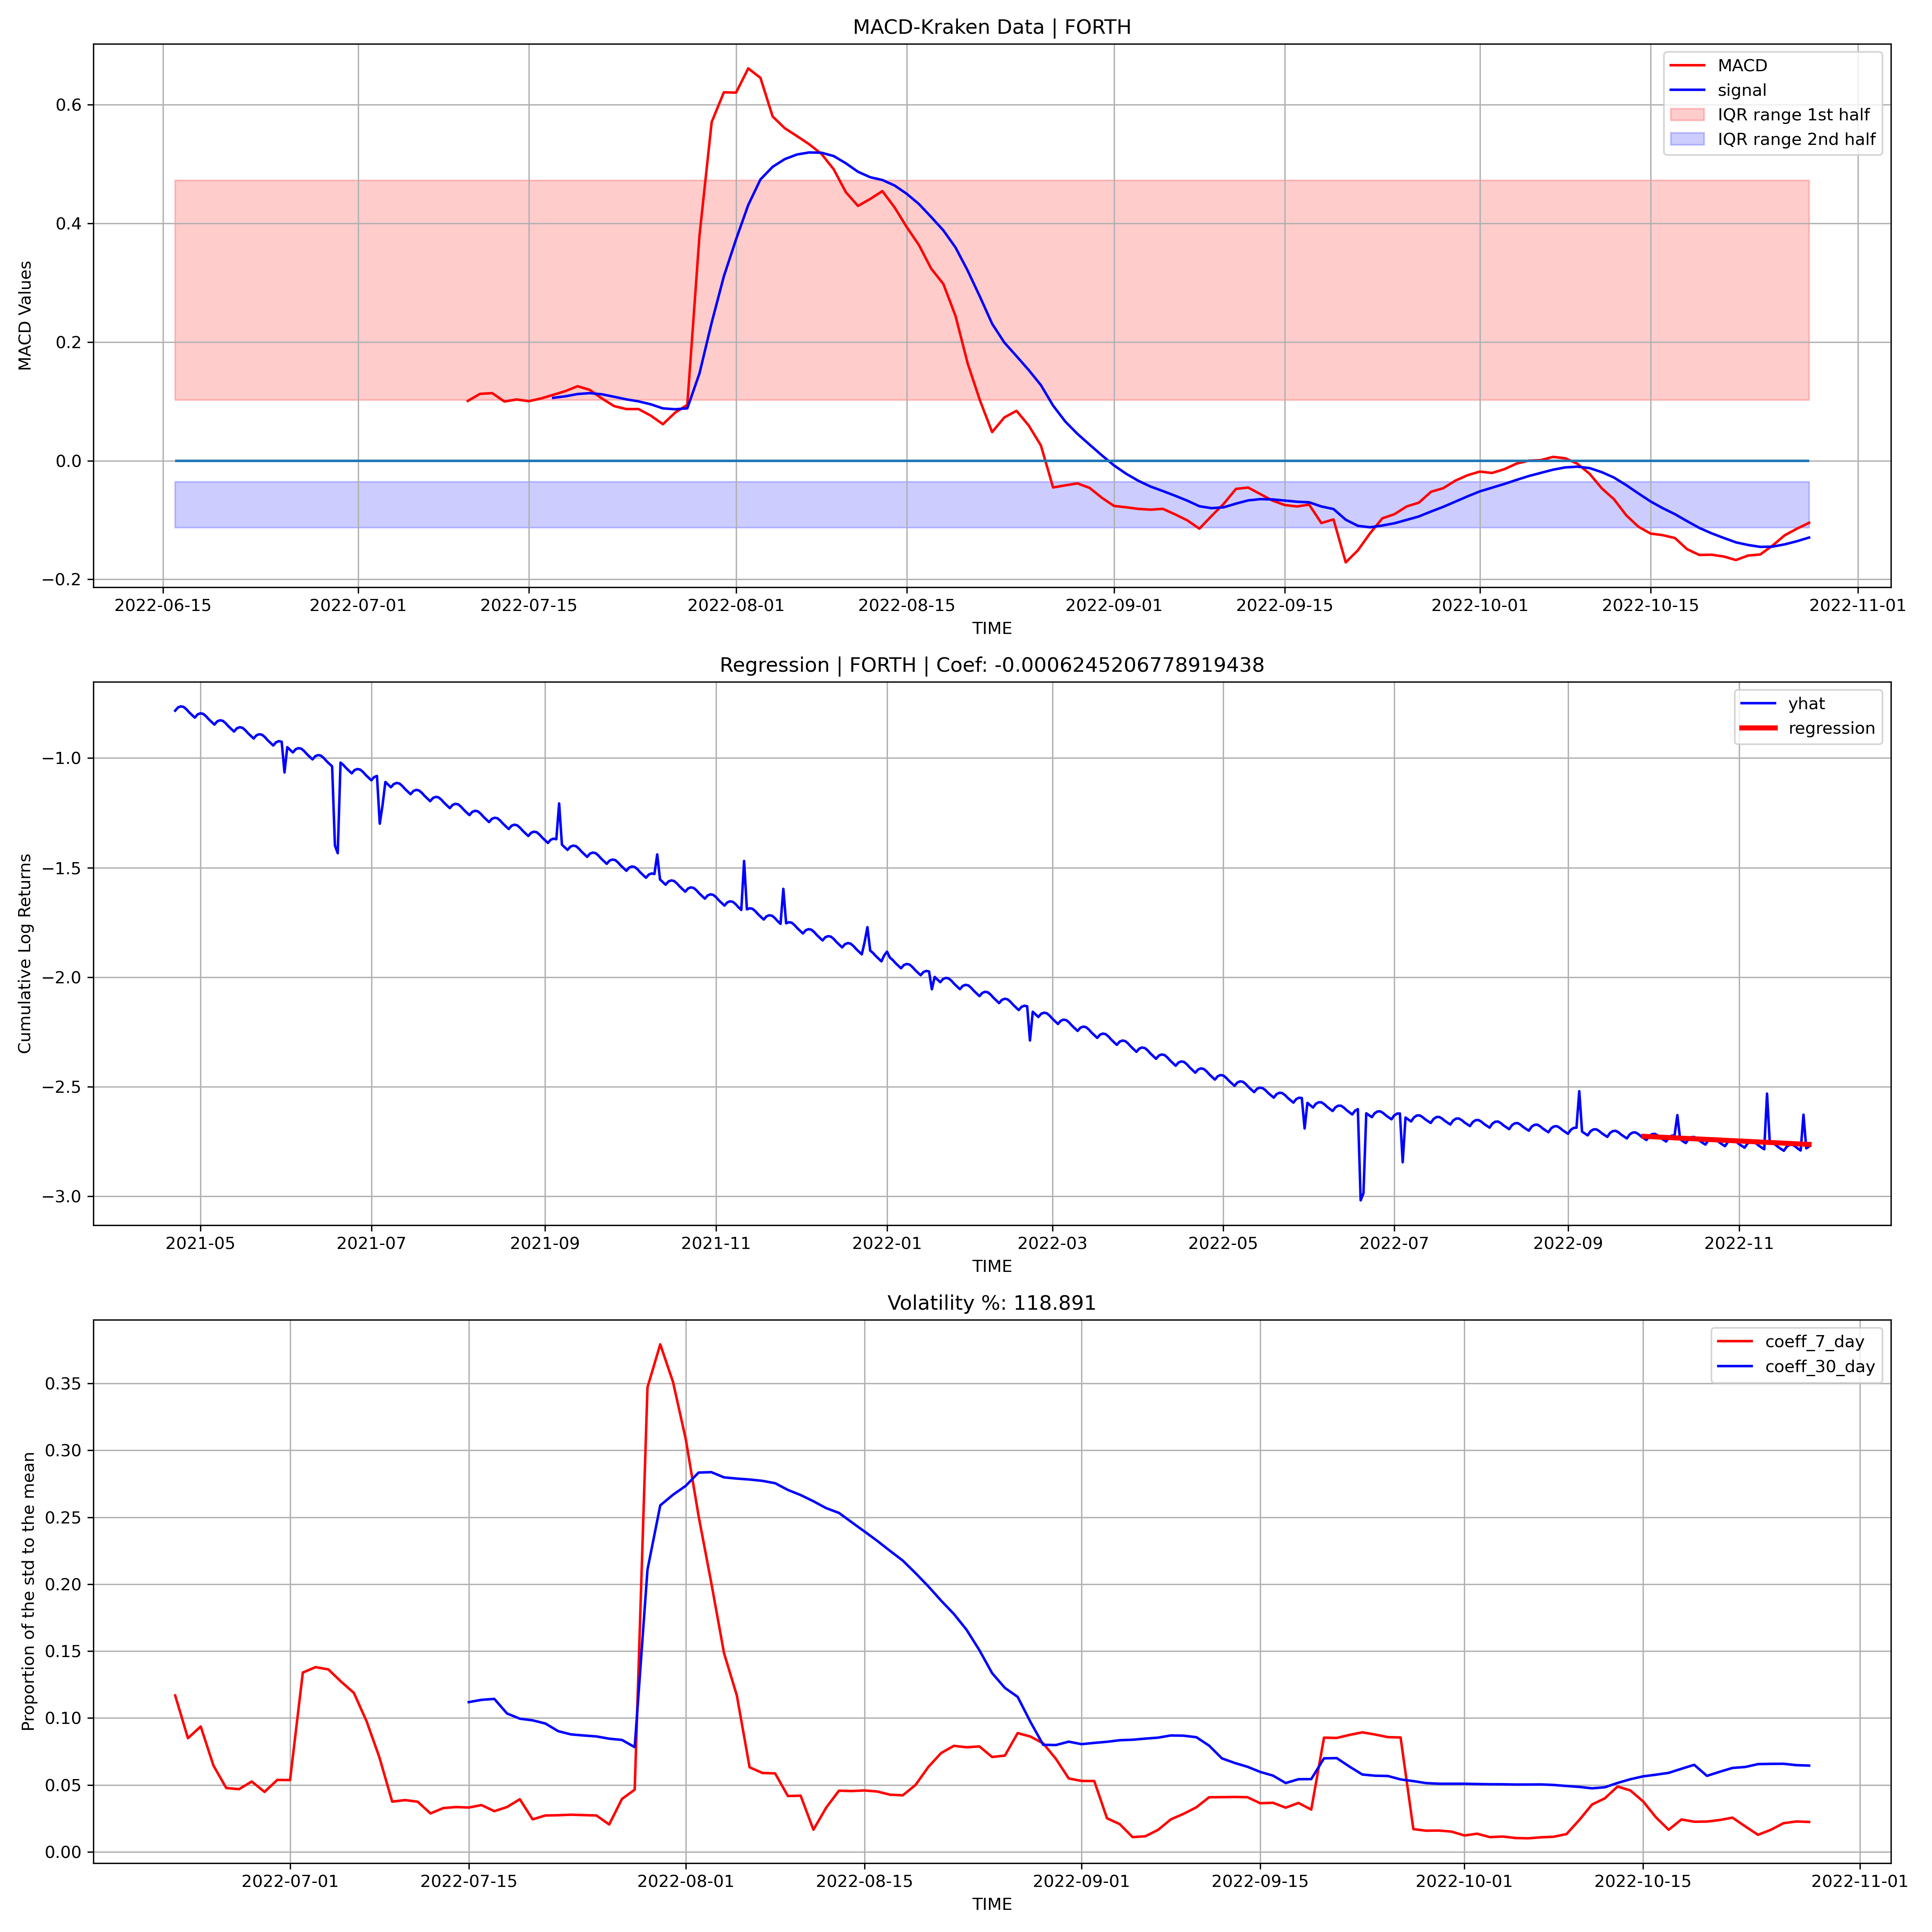 MACD-Kraken Data | FORTH
MACD
signal
IQR range 1st half
IQR range 2nd half
MACD Values
0.6
0.4
0.2
0.0
−0.2
2022-06-15 2022-07-01 2022-07-15 2022-08-01 2022-08-15 2022-09-01 2022-09-15 2022-10-01 2022-10-15 2022-11-01
TIME
Regression | FORTH | Coef: -0.0006245206778919438
yhat
regression
Cumulative Log Returns
−1.0
−1.5
−2.0
−2.5
−3.0
2021-05 2021-07 2021-09 2021-11 2022-01 2022-03 2022-05 2022-07 2022-09 2022-11
TIME
Volatility %: 118.891
coeff_7_day
coeff_30_day
Proportion of the std to the mean
0.35
0.30
0.25
0.20
0.15
0.10
0.05
0.00
2022-07-01 2022-07-15 2022-08-01 2022-08-15 2022-09-01 2022-09-15 2022-10-01 2022-10-15 2022-11-01
TIME